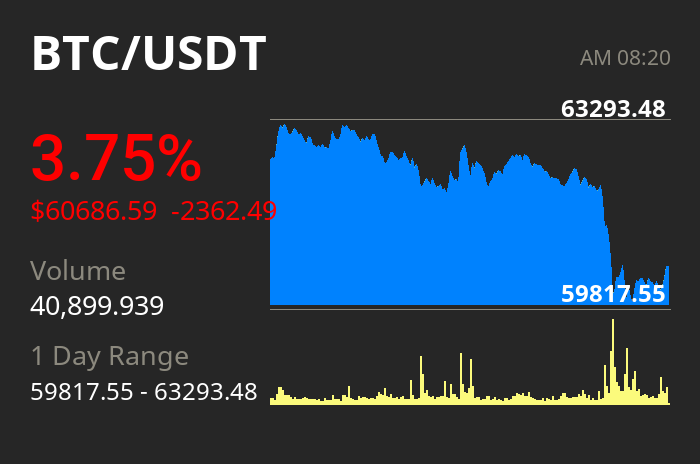 BTC/USDT
AM 08:20
63293.48
3.75%
$60686.59 -2362.49
Volume
40,899.939
59817.55
1 Day Range
59817.55 - 63293.48